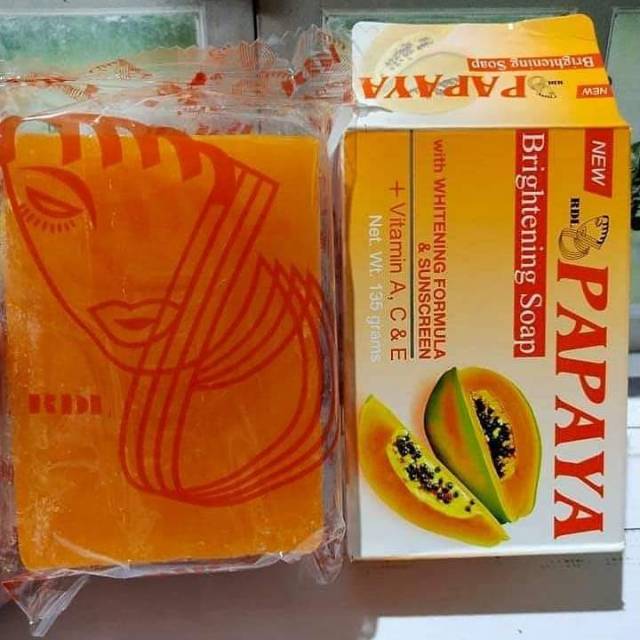 Brightening Soap
RDL PAPAYA
NEW
NEW
RDL
PAPAYA
Brightening Soap
with WHITENING FORMULA
& SUNSCREEN
+ Vitamin A, C & E
Net. Wt. 135 grams
RDL